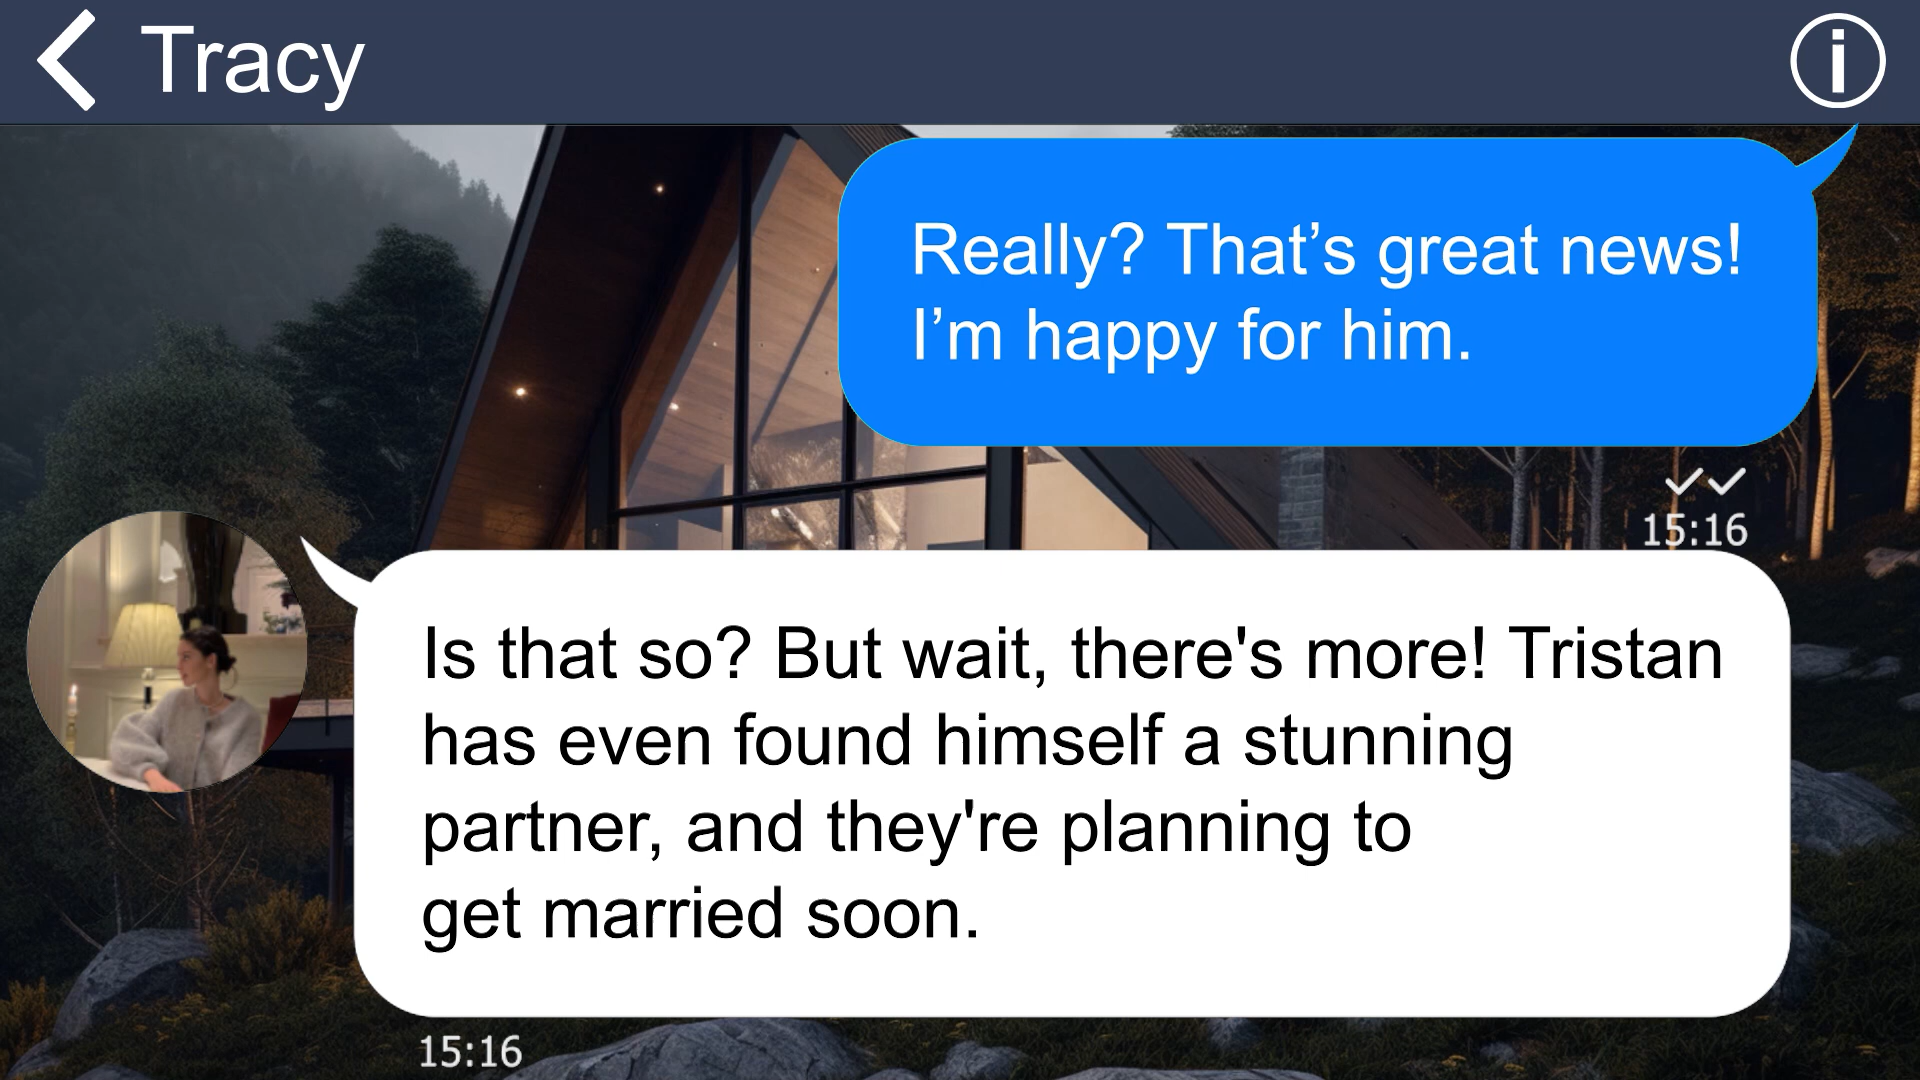 Tracy
Really? That’s great news!
I’m happy for him.
15:16
Is that so? But wait, there's more! Tristan
has even found himself a stunning
partner, and they're planning to
get married soon.
15:16